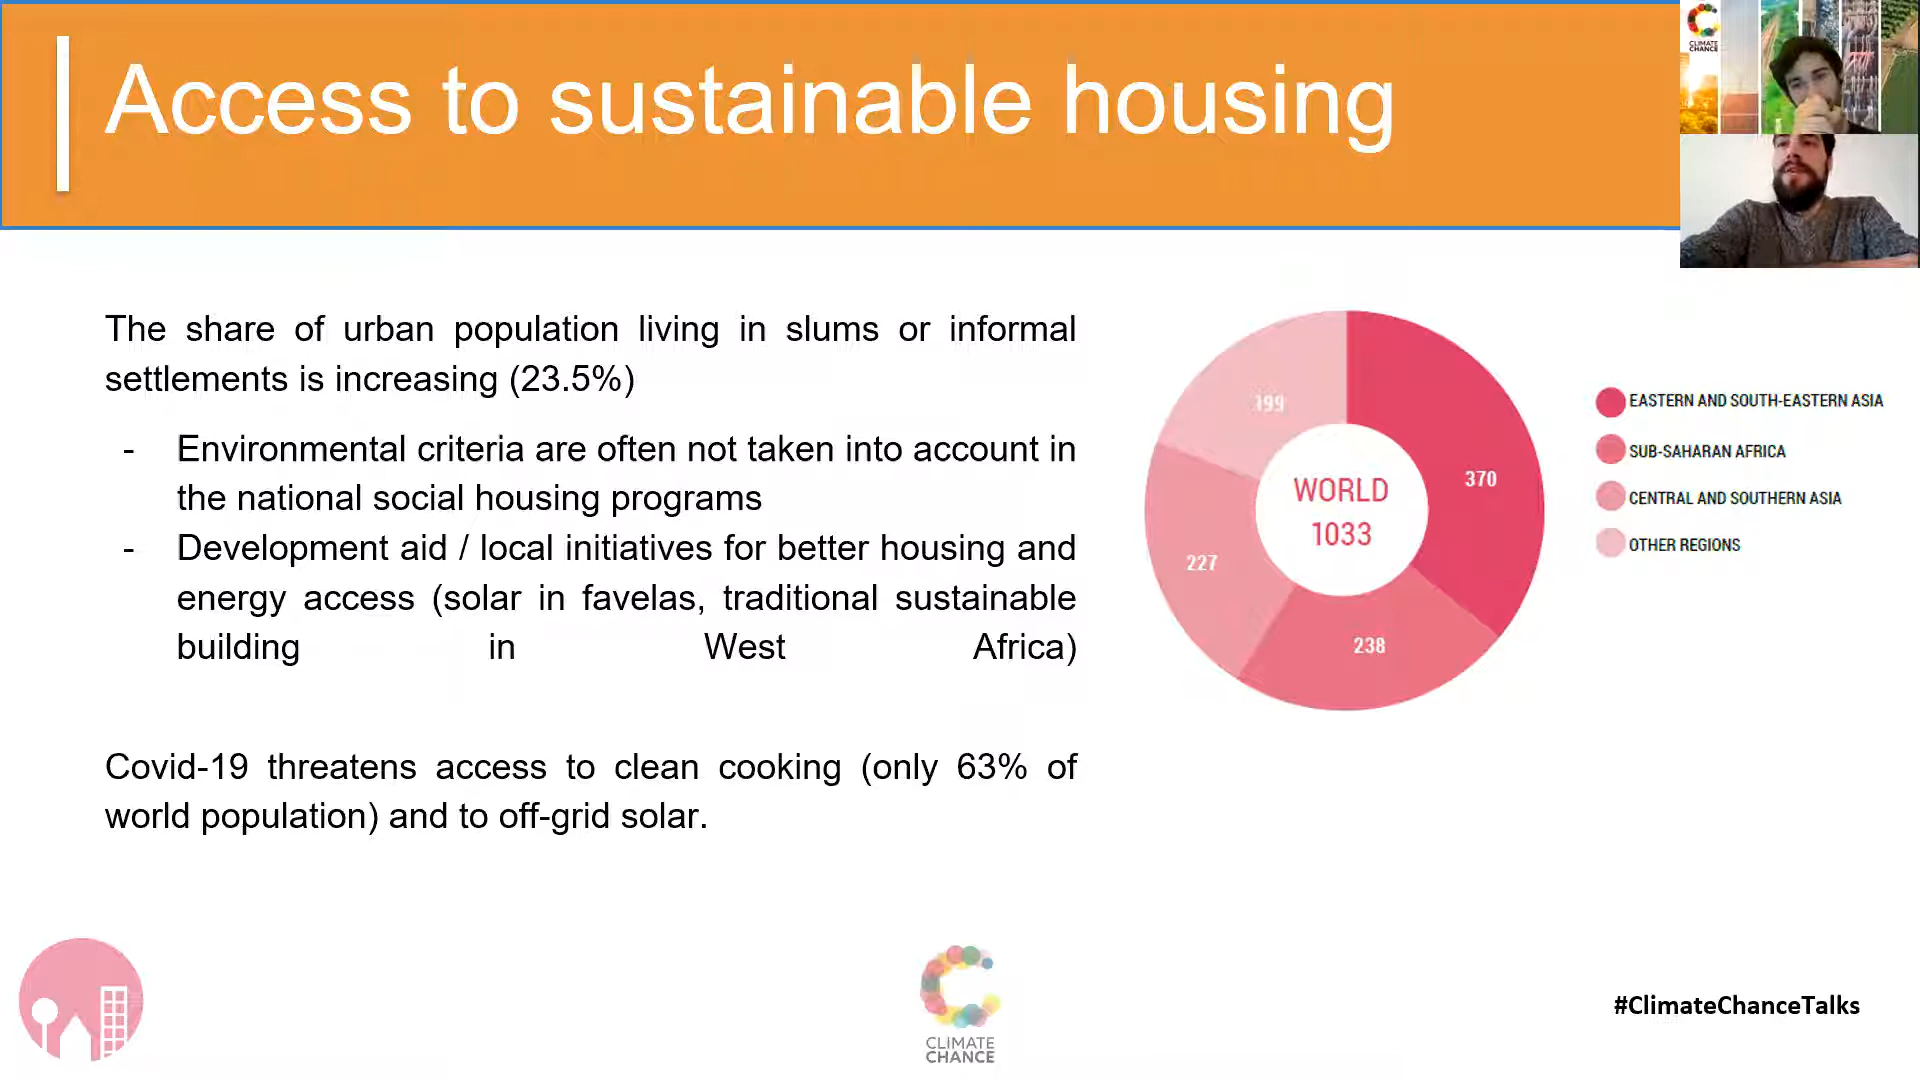 Access to sustainable housing
CLIMATE
CHANCE
The share of urban population living in slums or informal
settlements is increasing (23.5%)
- Environmental criteria are often not taken into account in
the national social housing programs
- Development aid / local initiatives for better housing and
energy access (solar in favelas, traditional sustainable
building in West Africa)
Covid-19 threatens access to clean cooking (only 63% of
world population) and to off-grid solar.
199
370
WORLD
1033
227
238
EASTERN AND SOUTH-EASTERN ASIA
SUB-SAHARAN AFRICA
CENTRAL AND SOUTHERN ASIA
OTHER REGIONS
CLIMATE
CHANCE
#ClimateChanceTalks